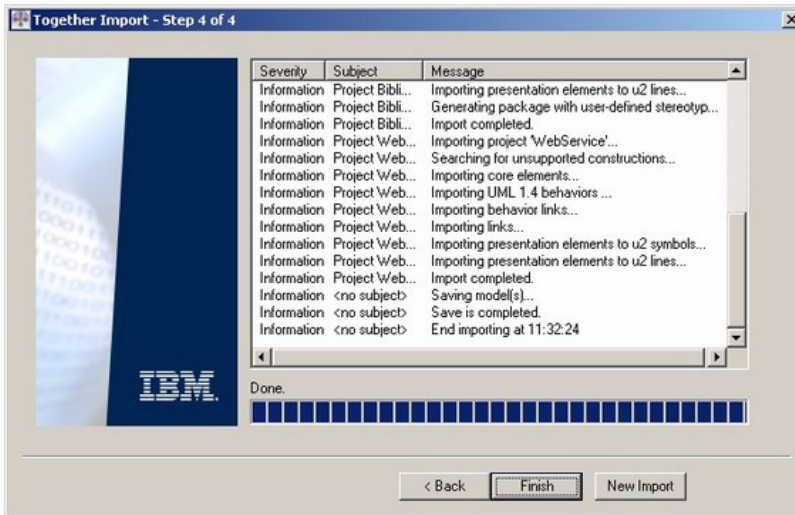 Together Import - Step 4 of 4
Severity Subject Message
Information Project Bibli... Importing presentation elements to u2 lines...
Information Project Bibli... Generating package with user-defined stereotyp...
Information Project Bibli... Import completed.
Information Project Web... Importing project 'WebService'...
Information Project Web... Searching for unsupported constructions...
Information Project Web... Importing core elements...
Information Project Web... Importing UML 1.4 behaviors ...
Information Project Web... Importing behavior links...
Information Project Web... Importing links...
Information Project Web... Importing presentation elements to u2 symbols...
Information Project Web... Importing presentation elements to u2 lines...
Information Project Web... Import completed.
Information <no subject> Saving model(s)...
Information <no subject> Save is completed.
Information <no subject> End importing at 11:32:24
IBM.
Done.
< Back Finish New Import